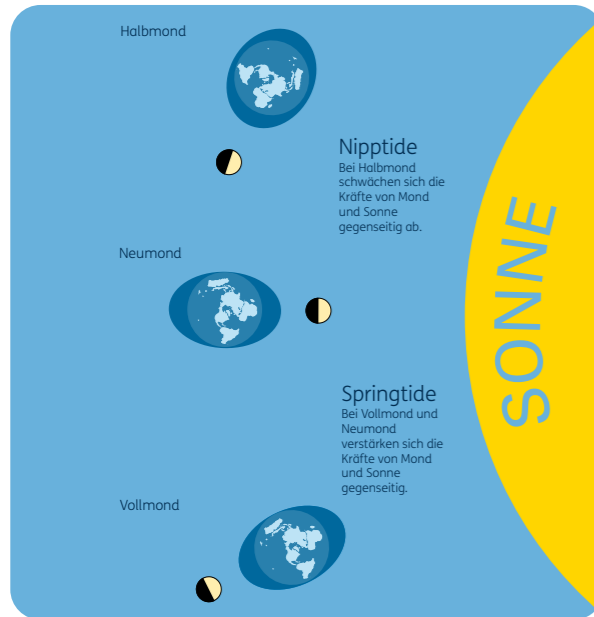 Halbmond
Nipptide
Bei Halbmond
schwächen sich die
Kräfte von Mond
und Sonne
gegenseitig ab.
Neumond
SONNE
Springtide
Bei Vollmond und
Neumond
verstärken sich die
Kräfte von Mond
und Sonne
gegenseitig.
Vollmond